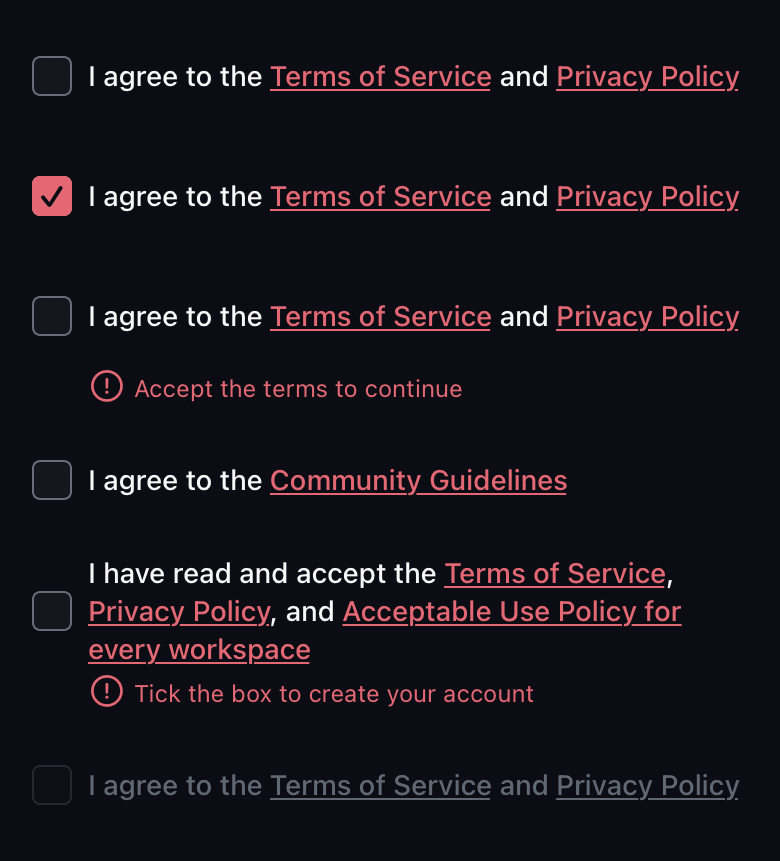 I agree to the Terms of Service and Privacy Policy
I agree to the Terms of Service and Privacy Policy
I agree to the Terms of Service and Privacy Policy
Accept the terms to continue
I agree to the Community Guidelines
I have read and accept the Terms of Service,
Privacy Policy, and Acceptable Use Policy for
every workspace
Tick the box to create your account
I agree to the Terms of Service and Privacy Policy